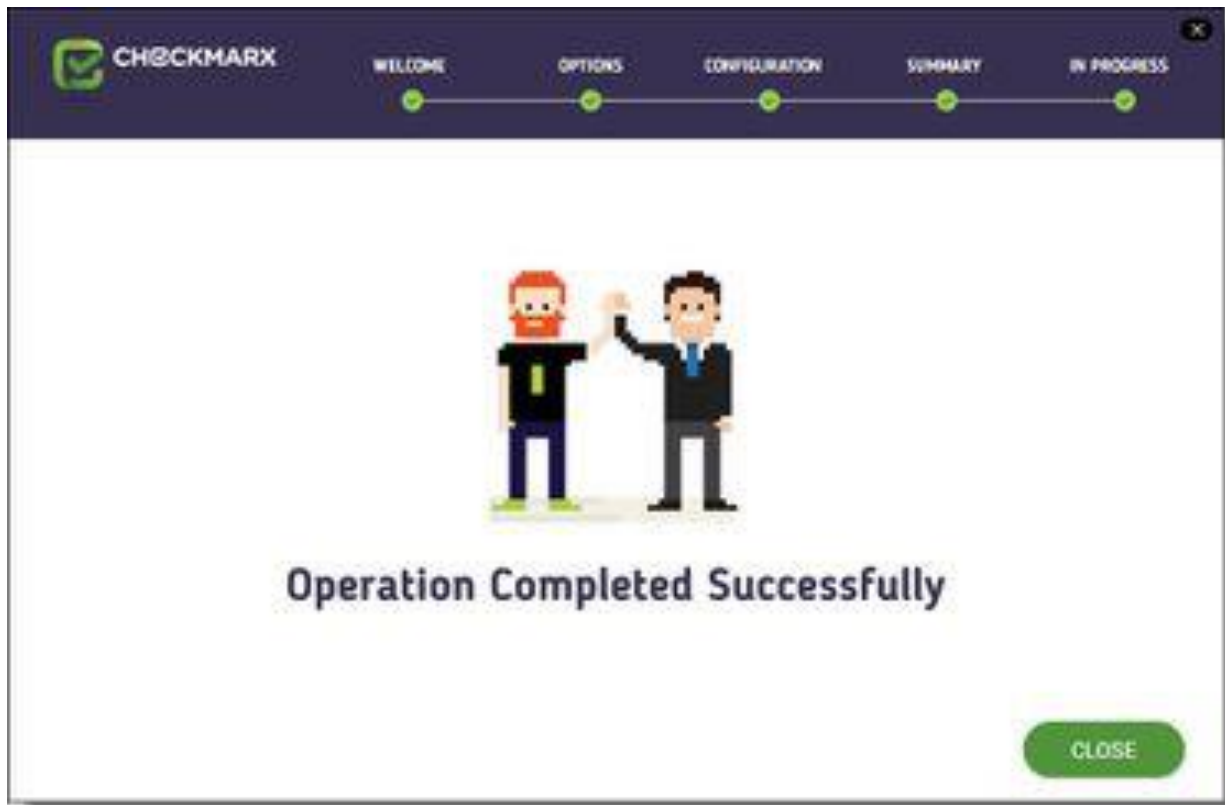 CHECKMARX
WELCOME
OPTIONS
CONFIGURATION
SUMMARY
IN PROGRESS
Operation Completed Successfully
CLOSE